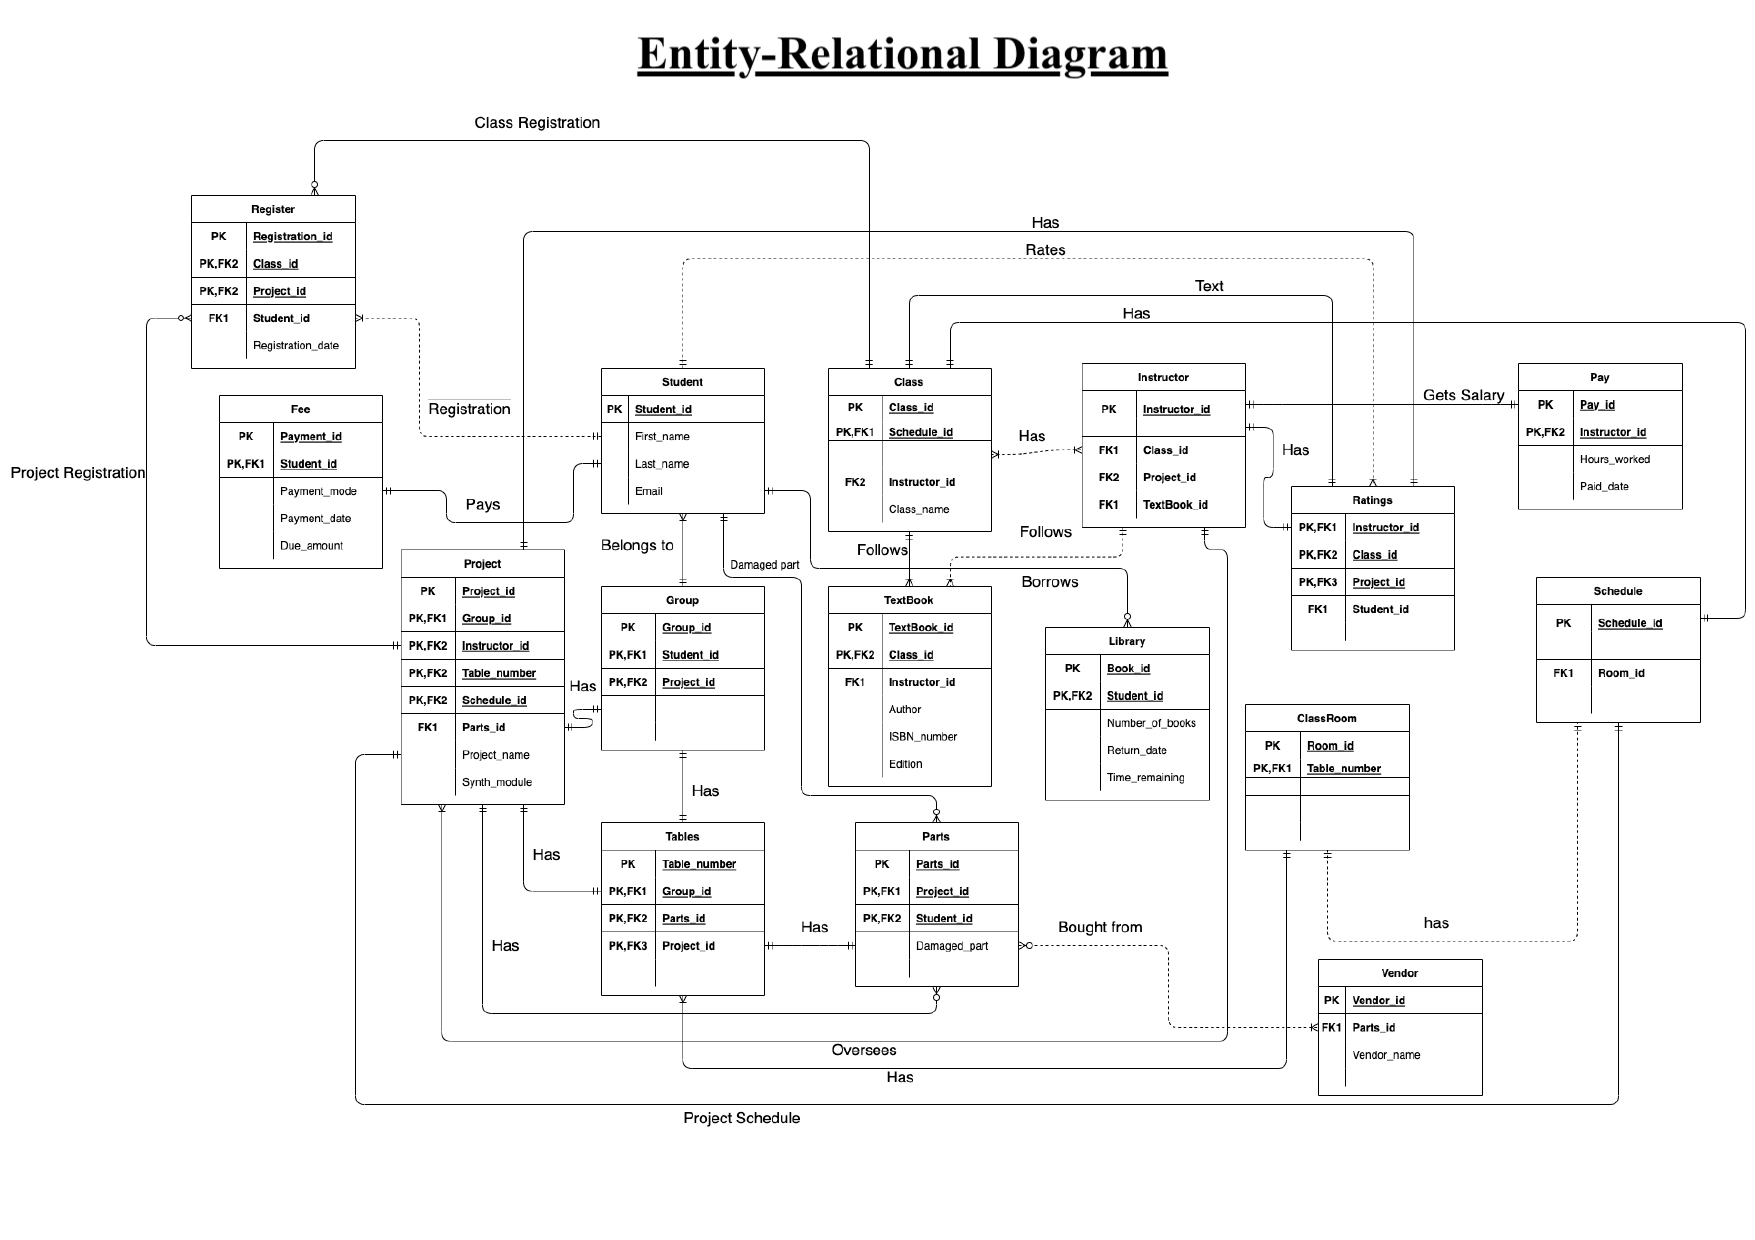 Entity-Relational Diagram
Class Registration
Register
PK Registration_id
PK,FK2 Class_id
PK,FK2 Project_id
FK1 Student_id
Registration_date
Has
Rates
Text
Has
Project Registration
Registration
Fee
PK Payment_id
PK,FK1 Student_id
Payment_mode
Payment_date
Due_amount
Pays
Student
PK Student_id
First_name
Last_name
Email
Class
PK Class_id
PK,FK1 Schedule_id
FK2 Instructor_id
Class_name
Has
Instructor
PK Instructor_id
FK1 Class_id
FK2 Project_id
FK1 TextBook_id
Gets Salary
Has
Pay
PK Pay_id
PK,FK2 Instructor_id
Hours_worked
Paid_date
Ratings
PK,FK1 Instructor_id
PK,FK2 Class_id
PK,FK3 Project_id
FK1 Student_id
Belongs to
Damaged part
Follows
Follows
Borrows
Project
PK Project_id
PK,FK1 Group_id
PK,FK2 Instructor_id
PK,FK2 Table_number
PK,FK2 Schedule_id
FK1 Parts_id
Project_name
Synth_module
Has
Group
PK Group_id
PK,FK1 Student_id
PK,FK2 Project_id
TextBook
PK TextBook_id
PK,FK2 Class_id
FK1 Instructor_id
Author
ISBN_number
Edition
Library
PK Book_id
PK,FK2 Student_id
Number_of_books
Return_date
Time_remaining
Schedule
PK Schedule_id
FK1 Room_id
ClassRoom
PK Room_id
PK,FK1 Table_number
Has
Has
Has
Tables
PK Table_number
PK,FK1 Group_id
PK,FK2 Parts_id
PK,FK3 Project_id
Has
Parts
PK Parts_id
PK,FK1 Project_id
PK,FK2 Student_id
Damaged_part
Bought from
has
Vendor
PK Vendor_id
FK1 Parts_id
Vendor_name
Oversees
Has
Project Schedule